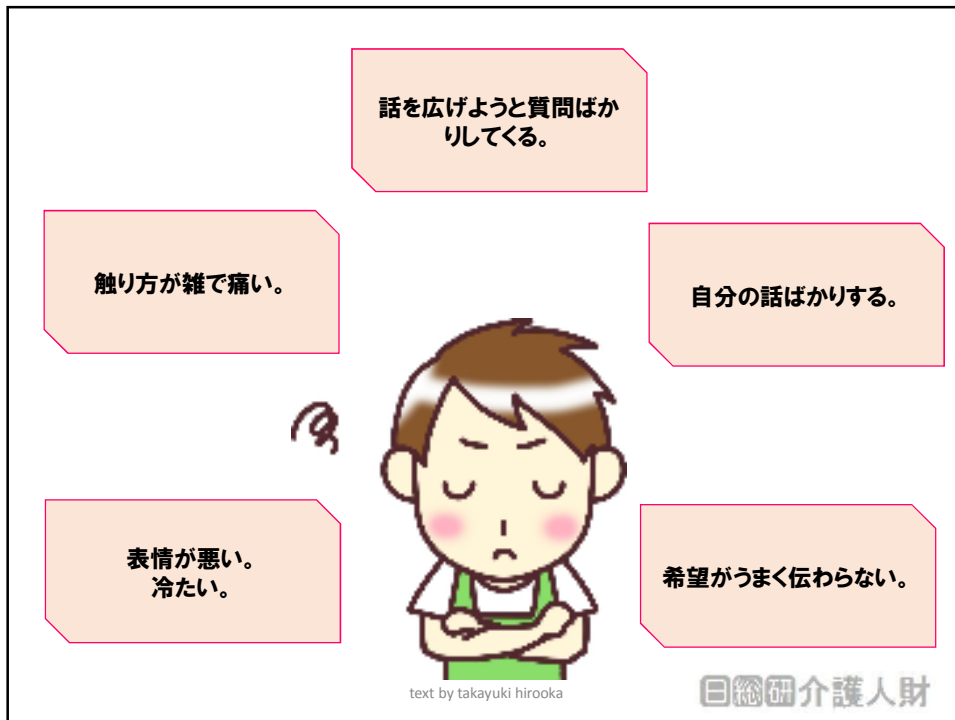 話を広げようと質問ばか
りしてくる。
触り方が雑で痛い。
自分の話ばかりする。
表情が悪い。
冷たい。
希望がうまく伝わらない。
text by takayuki hirooka
日総研介護人財